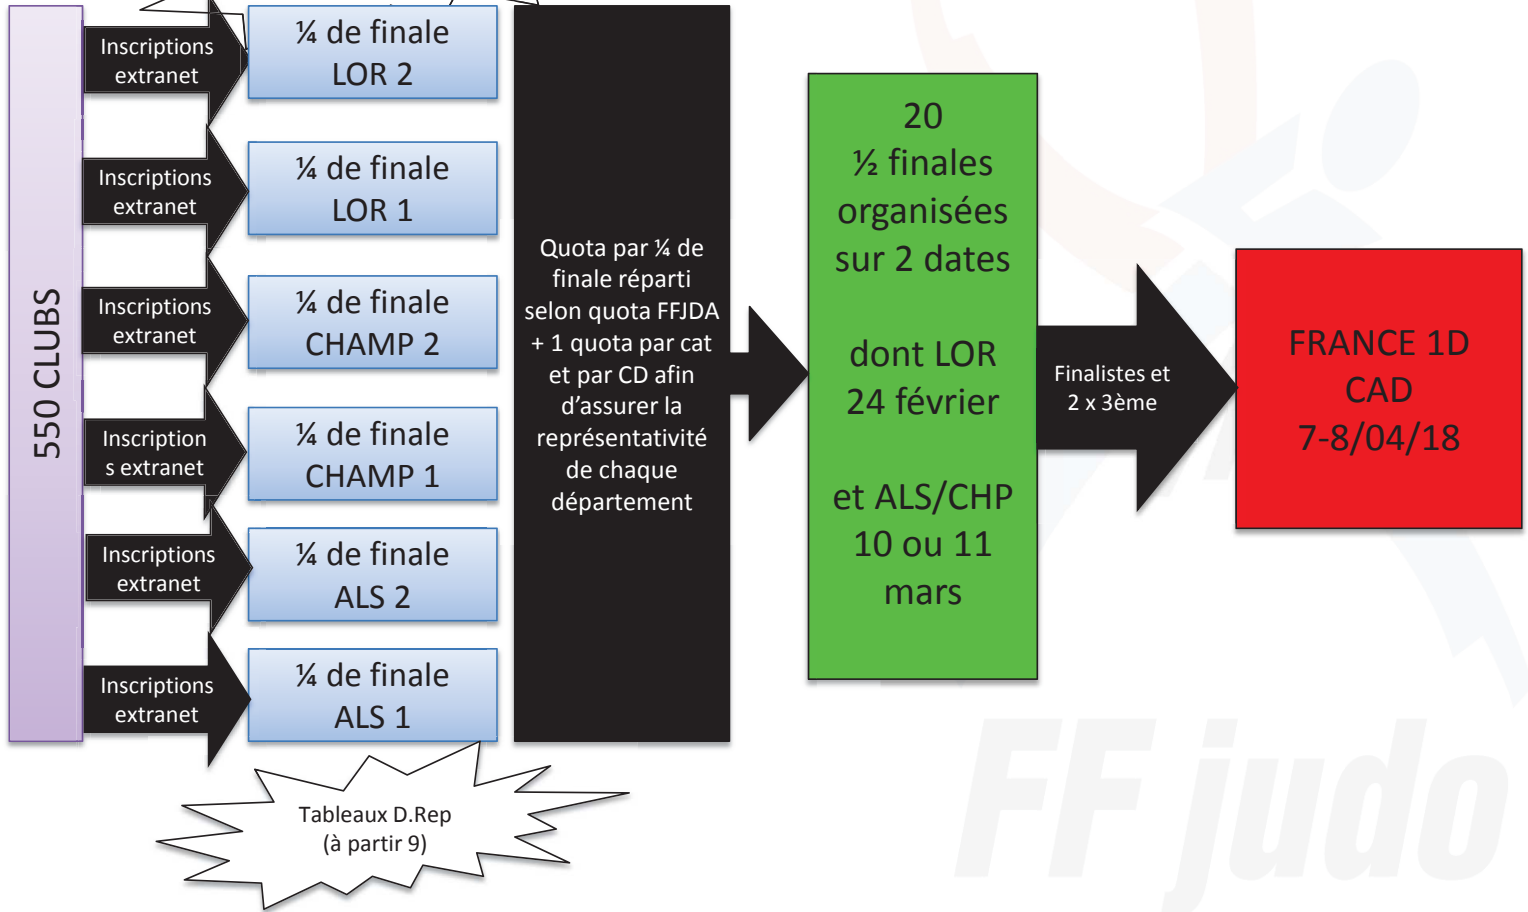 550 CLUBS
Inscriptions
extranet
¼ de finale
LOR 2
Inscriptions
extranet
¼ de finale
LOR 1
Inscriptions
extranet
¼ de finale
CHAMP 2
Inscription
s extranet
¼ de finale
CHAMP 1
Inscriptions
extranet
¼ de finale
ALS 2
Inscriptions
extranet
¼ de finale
ALS 1
Tableaux D.Rep
(à partir 9)
Quota par ¼ de
finale réparti
selon quota FFJDA
+ 1 quota par cat
et par CD afin
d’assurer la
représentativité
de chaque
département
20
½ finales
organisées
sur 2 dates
dont LOR
24 février
et ALS/CHP
10 ou 11
mars
Finalistes et
2 x 3ème
FRANCE 1D
CAD
7-8/04/18
FF judo